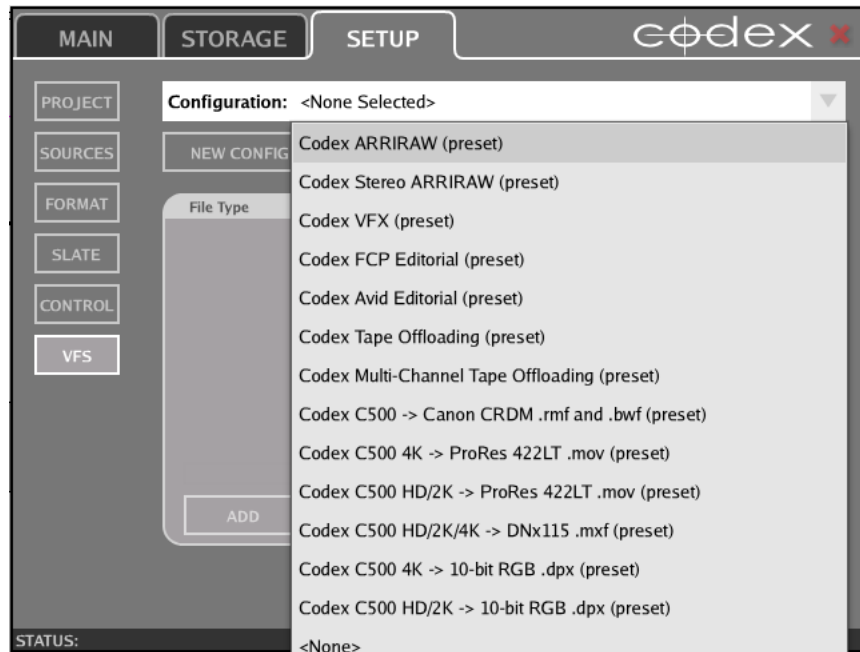 MAIN STORAGE SETUP codex
PROJECT
SOURCES
FORMAT
SLATE
CONTROL
VFS
Configuration: <None Selected>
NEW CONFIG
File Type
ADD
Codex ARRIRAW (preset)
Codex Stereo ARRIRAW (preset)
Codex VFX (preset)
Codex FCP Editorial (preset)
Codex Avid Editorial (preset)
Codex Tape Offloading (preset)
Codex Multi-Channel Tape Offloading (preset)
Codex C500 -> Canon CRDM .rmf and .bwf (preset)
Codex C500 4K -> ProRes 422LT .mov (preset)
Codex C500 HD/2K -> ProRes 422LT .mov (preset)
Codex C500 HD/2K/4K -> DNx115 .mxf (preset)
Codex C500 4K -> 10-bit RGB .dpx (preset)
Codex C500 HD/2K -> 10-bit RGB .dpx (preset)
<None>
STATUS: